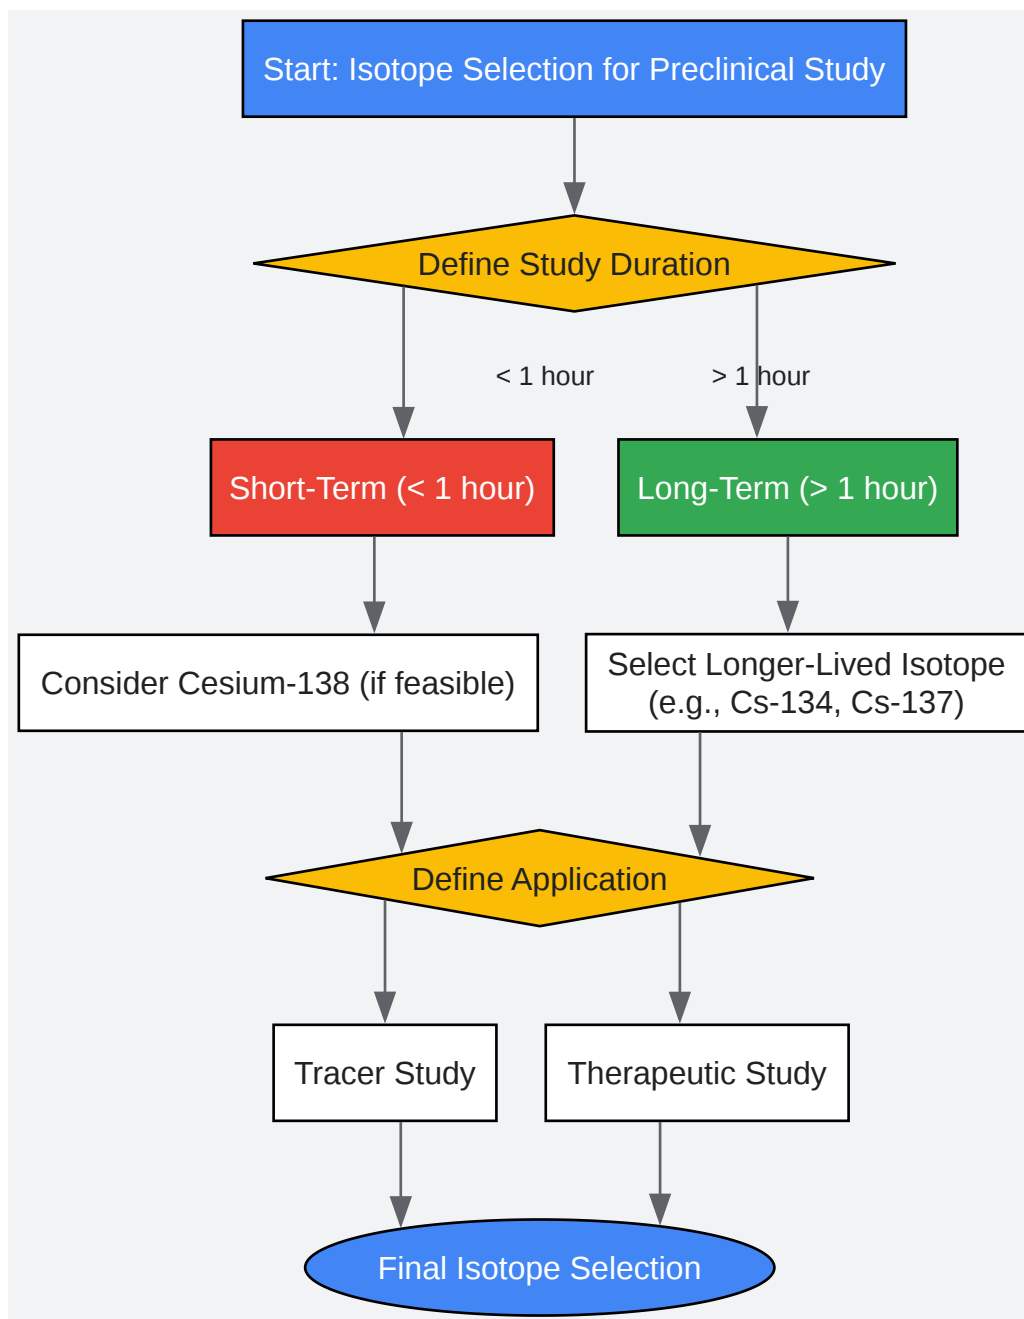 Start: Isotope Selection for Preclinical Study
Define Study Duration
< 1 hour
> 1 hour
Short-Term (< 1 hour)
Long-Term (> 1 hour)
Consider Cesium-138 (if feasible)
Select Longer-Lived Isotope
(e.g., Cs-134, Cs-137)
Define Application
Tracer Study
Therapeutic Study
Final Isotope Selection